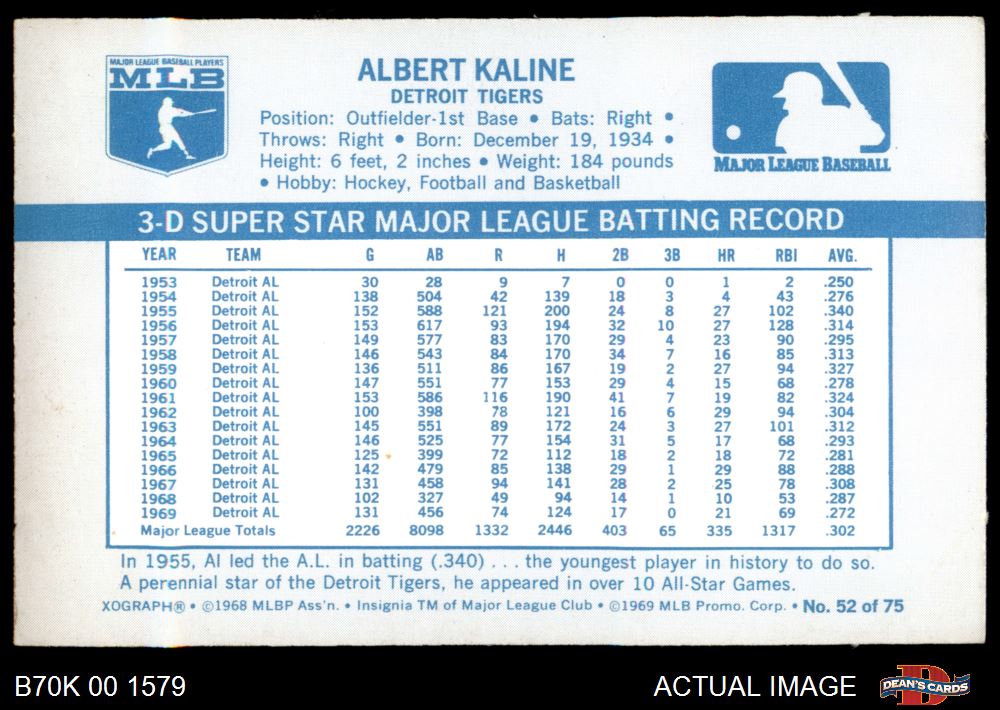 MAJOR LEAGUE BASEBALL PLAYERS
MLB
ALBERT KALINE
DETROIT TIGERS
Position: Outfielder-1st Base • Bats: Right •
Throws: Right • Born: December 19, 1934 •
Height: 6 feet, 2 inches • Weight: 184 pounds
• Hobby: Hockey, Football and Basketball
MAJOR LEAGUE BASEBALL
3-D SUPER STAR MAJOR LEAGUE BATTING RECORD
YEAR TEAM G AB R H 2B 3B HR RBI AVG.
1953 Detroit AL 30 28 9 7 0 0 1 2 .250
1954 Detroit AL 138 504 42 139 18 3 4 43 .276
1955 Detroit AL 152 588 121 200 24 8 27 102 .340
1956 Detroit AL 153 617 93 194 32 10 27 128 .314
1957 Detroit AL 149 577 83 170 29 4 23 90 .295
1958 Detroit AL 146 543 84 170 34 7 16 85 .313
1959 Detroit AL 136 511 86 167 19 2 27 94 .327
1960 Detroit AL 147 551 77 153 29 4 15 68 .278
1961 Detroit AL 153 586 116 190 41 7 19 82 .324
1962 Detroit AL 100 398 78 121 16 6 29 94 .304
1963 Detroit AL 145 551 89 172 24 3 27 101 .312
1964 Detroit AL 146 525 77 154 31 5 17 68 .293
1965 Detroit AL 125 399 72 112 18 2 18 72 .281
1966 Detroit AL 142 479 85 138 29 1 29 88 .288
1967 Detroit AL 131 458 94 141 28 2 25 78 .308
1968 Detroit AL 102 327 49 94 14 1 10 53 .287
1969 Detroit AL 131 456 74 124 17 0 21 69 .272
Major League Totals 2226 8098 1332 2446 403 65 335 1317 .302
In 1955, Al led the A.L. in batting (.340) . . . the youngest player in history to do so.
A perennial star of the Detroit Tigers, he appeared in over 10 All-Star Games.
XOGRAPH® • ©1968 MLBP Ass'n. • Insignia TM of Major League Club • ©1969 MLB Promo. Corp. • No. 52 of 75
B70K 00 1579
ACTUAL IMAGE
D
DEAN'S CARDS